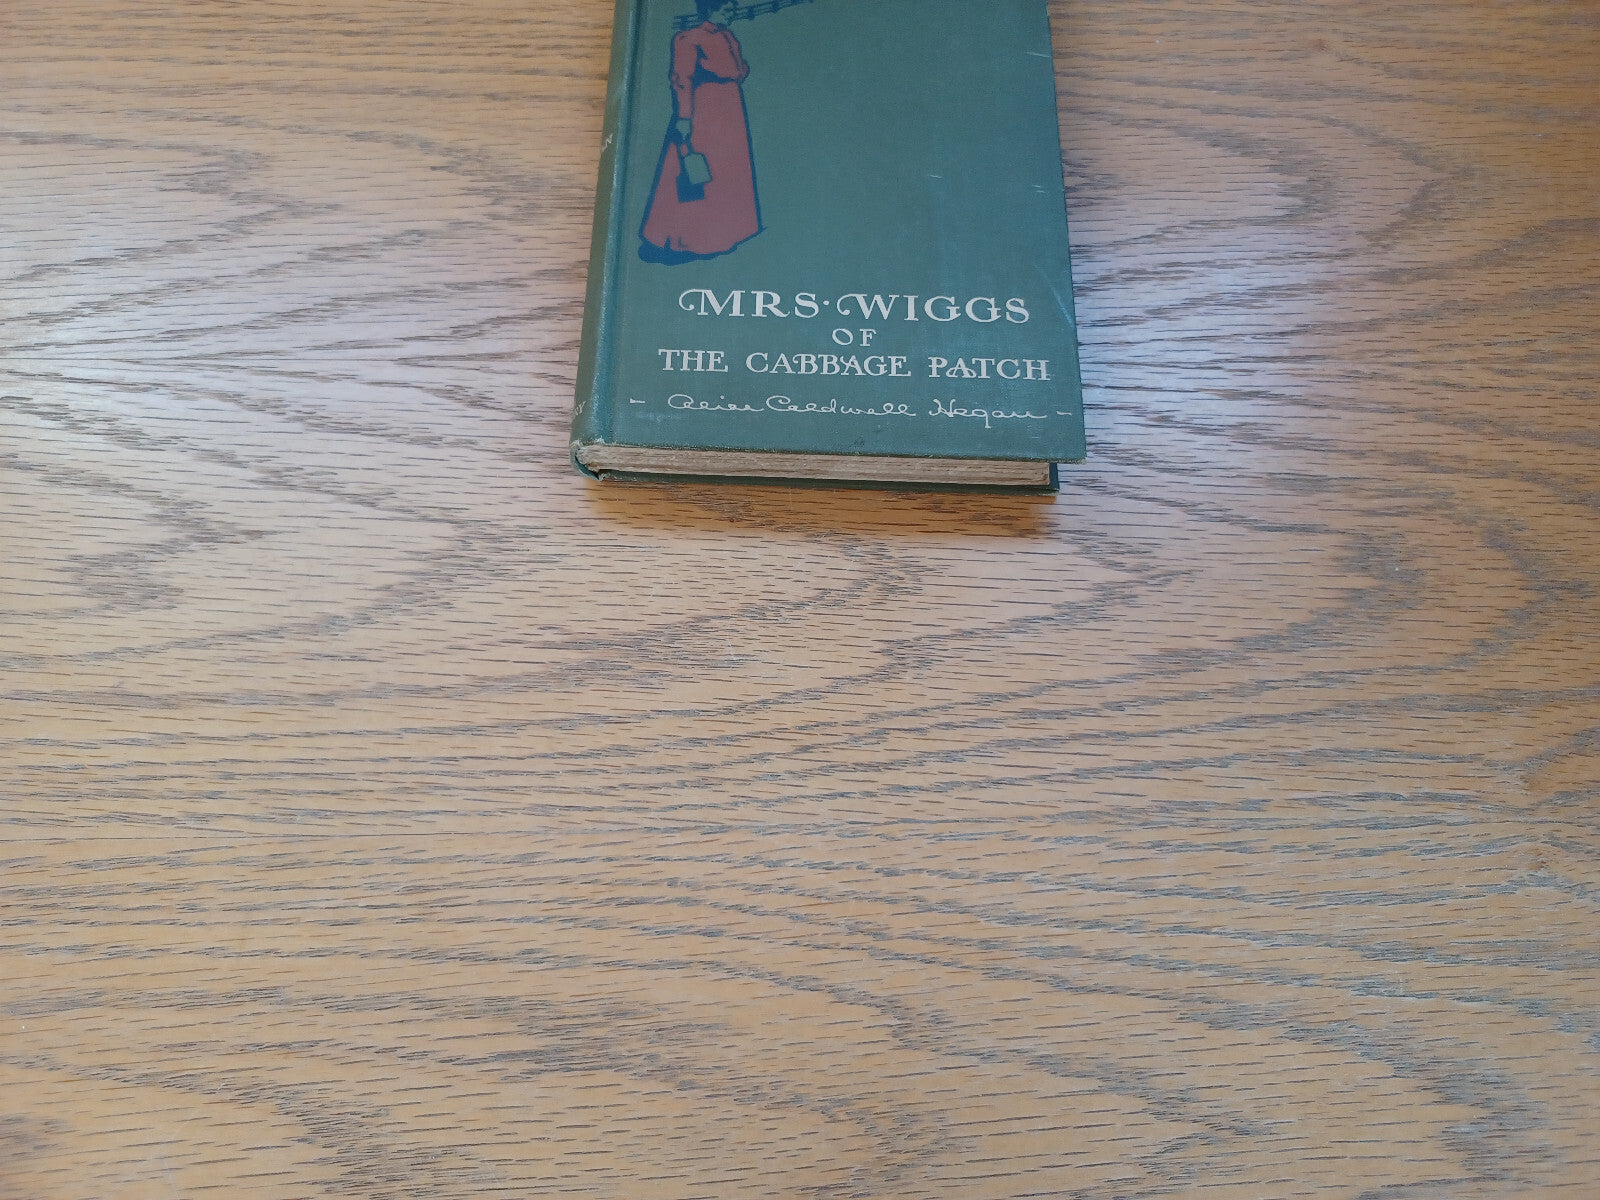 MRS. WIGGS
OF
THE CABBAGE PATCH
- Alice Caldwell Hegan -